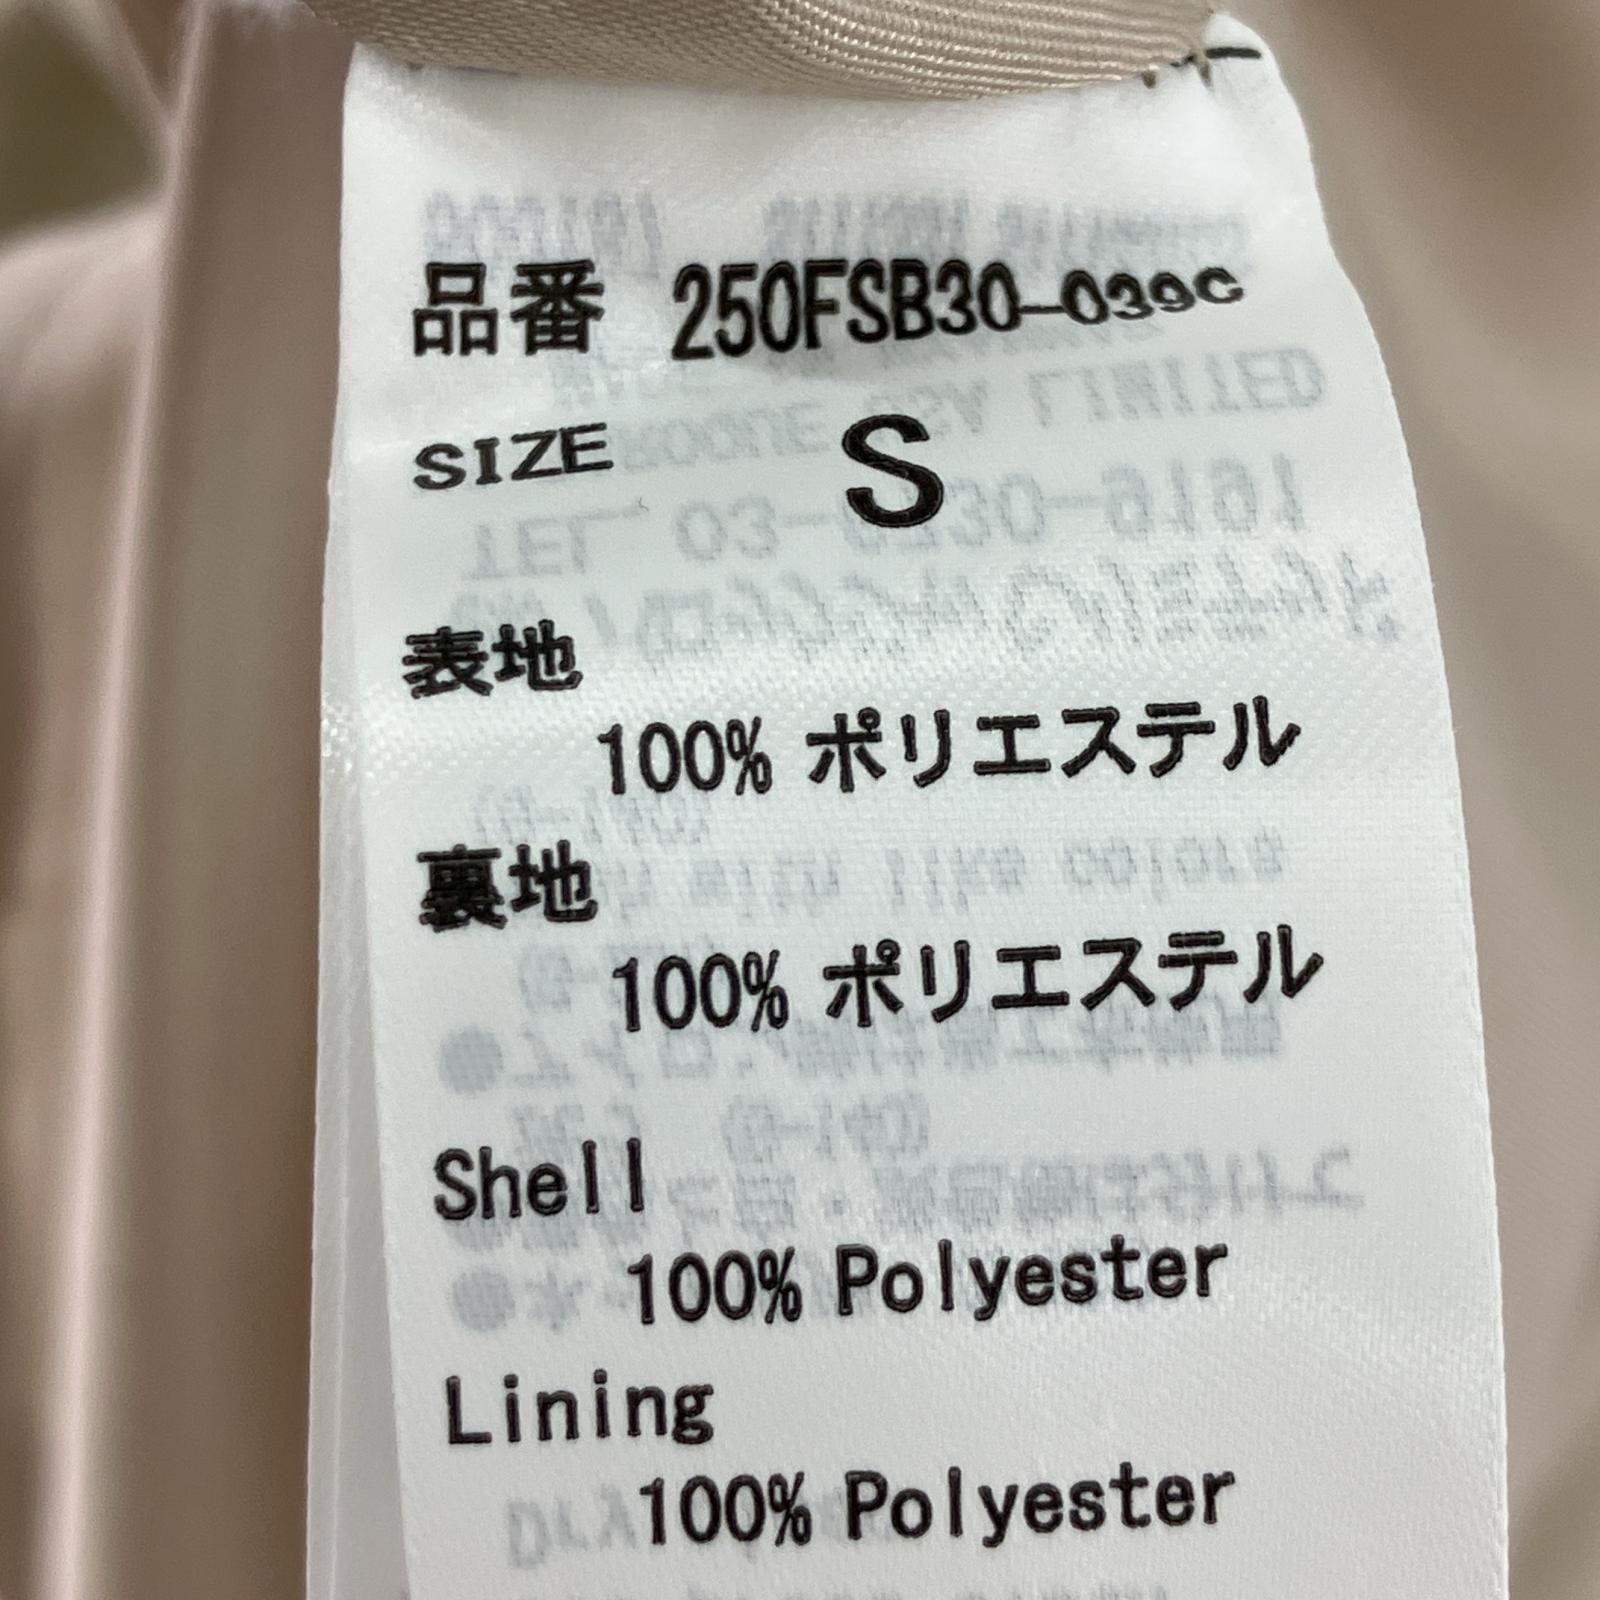 品番 250FSB30-039C
SIZE S
表地
100% ポリエステル
裏地
100% ポリエステル
Shell
100% Polyester
Lining
100% Polyester